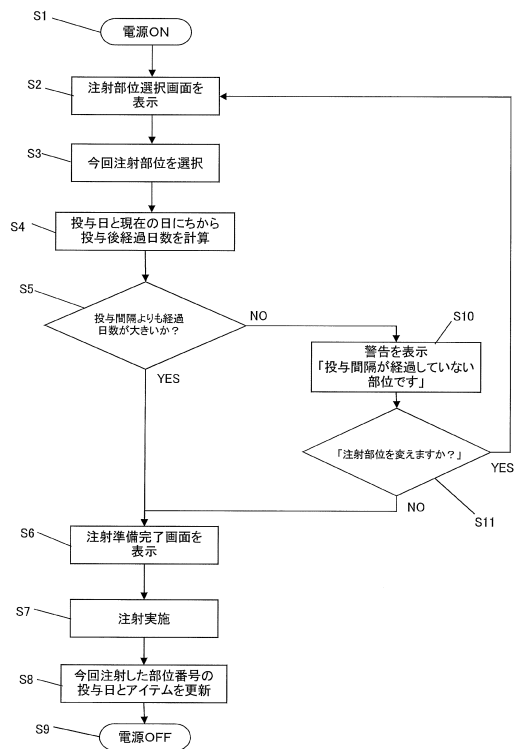 S1
電源ON
S2
注射部位選択画面を
表示
S3
今回注射部位を選択
S4
投与日と現在の日にちから
投与後経過日数を計算
S5
投与間隔よりも経過
日数が大きいか？
NO
YES
S10
警告を表示
「投与間隔が経過していない
部位です」
「注射部位を変えますか？」
YES
NO
S11
S6
注射準備完了画面を
表示
S7
注射実施
S8
今回注射した部位番号の
投与日とアイテムを更新
S9
電源OFF